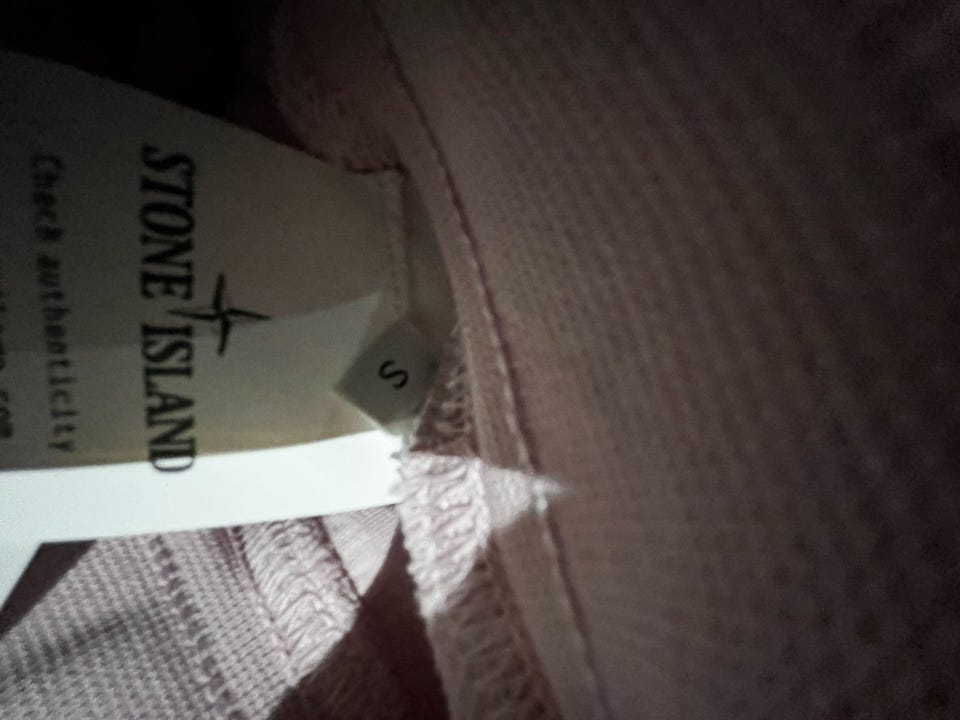 STONE ISLAND
Check authenticity
S